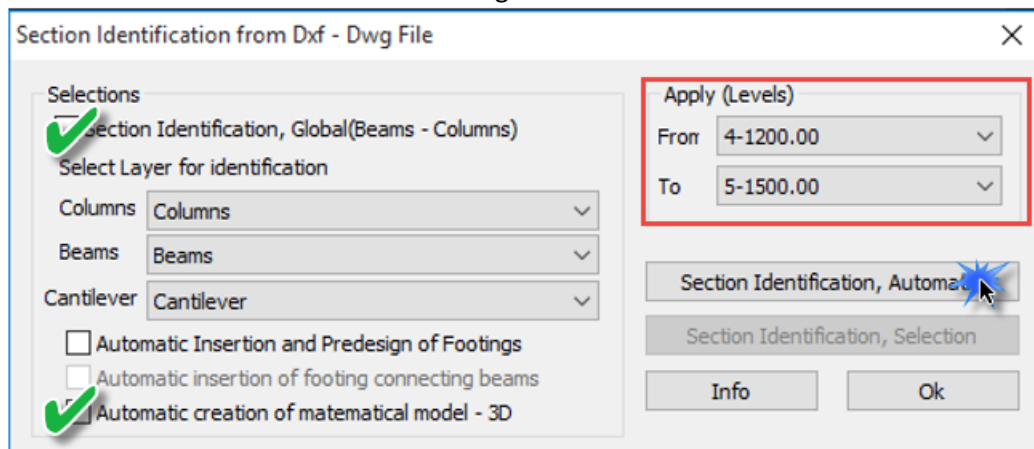 Section Identification from Dxf - Dwg File
Selections
Section Identification, Global(Beams - Columns)
Select Layer for identification
Columns Columns
Beams Beams
Cantilever Cantilever
Automatic Insertion and Predesign of Footings
Automatic insertion of footing connecting beams
Automatic creation of matematical model - 3D
Apply (Levels)
From 4-1200.00
To 5-1500.00
Section Identification,
Section Identification, Selection
Info Ok